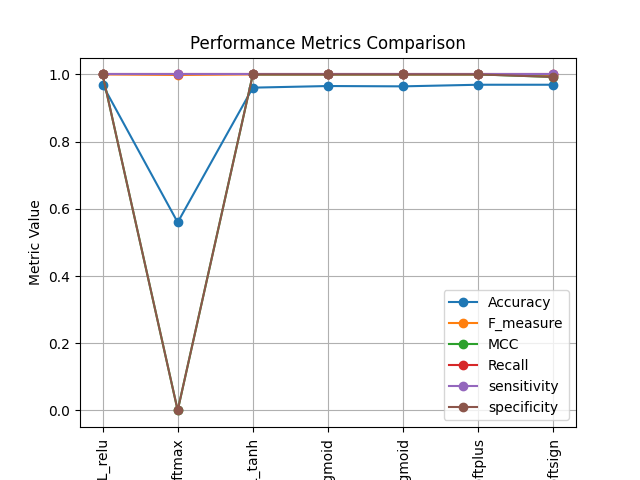 Performance Metrics Comparison
1.0
0.8
0.6
0.4
0.2
0.0
Metric Value
Accuracy
F_measure
MCC
Recall
sensitivity
specificity
L_relu
ftmax
_tanh
gmoid
gmoid
ftplus
ftsign